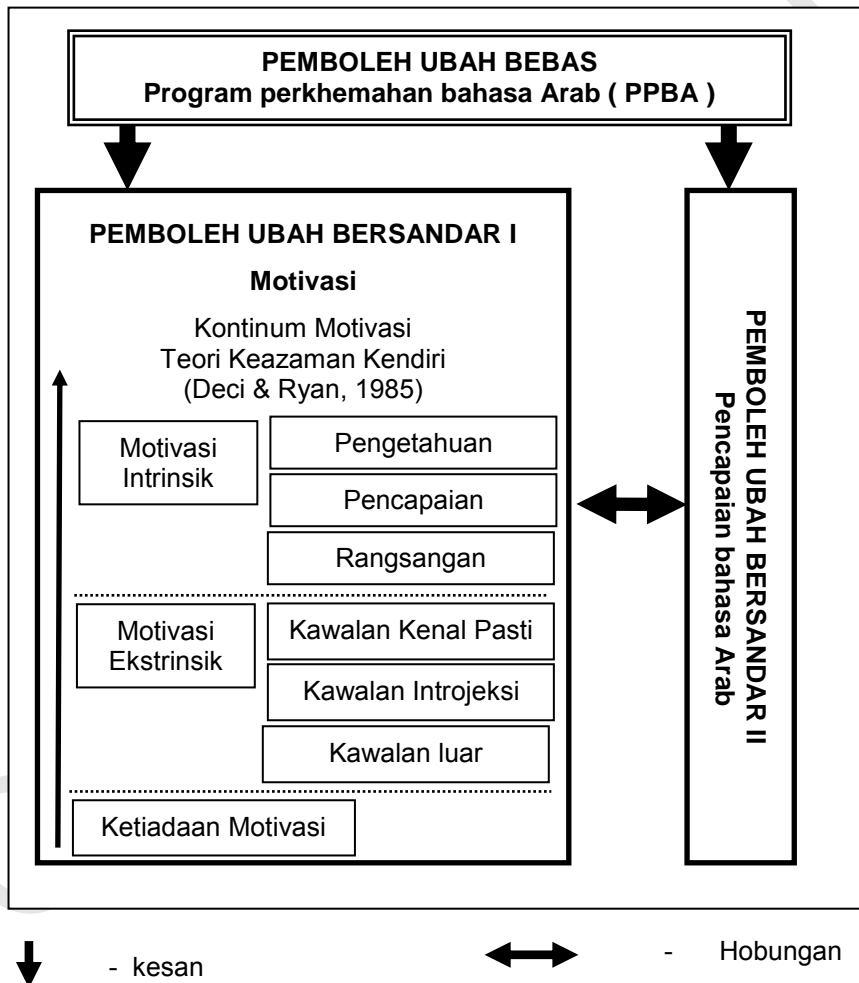 PEMBOLEH UBAH BEBAS
Program perkhemahan bahasa Arab ( PPBA )
PEMBOLEH UBAH BERSANDAR I
Motivasi
Kontinum Motivasi
Teori Keazaman Kendiri
(Deci & Ryan, 1985)
Motivasi
Intrinsik
Pengetahuan
Pencapaian
Rangsangan
Motivasi
Ekstrinsik
Kawalan Kenal Pasti
Kawalan Introjeksi
Kawalan luar
Ketiadaan Motivasi
PEMBOLEH UBAH BERSANDAR II
Pencapaian bahasa Arab
- kesan
- Hobungan